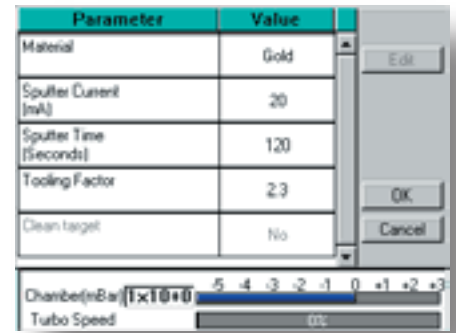 Parameter Value
Material Gold Edit
Sputter Current
(mA) 20
Sputter Time
(Seconds) 120
Tooling Factor 2.3 OK
Clean target No Cancel
Chamber(mBar) 1x10+0 -5 -4 -3 -2 -1 0 +1 +2 +3
Turbo Speed 0%